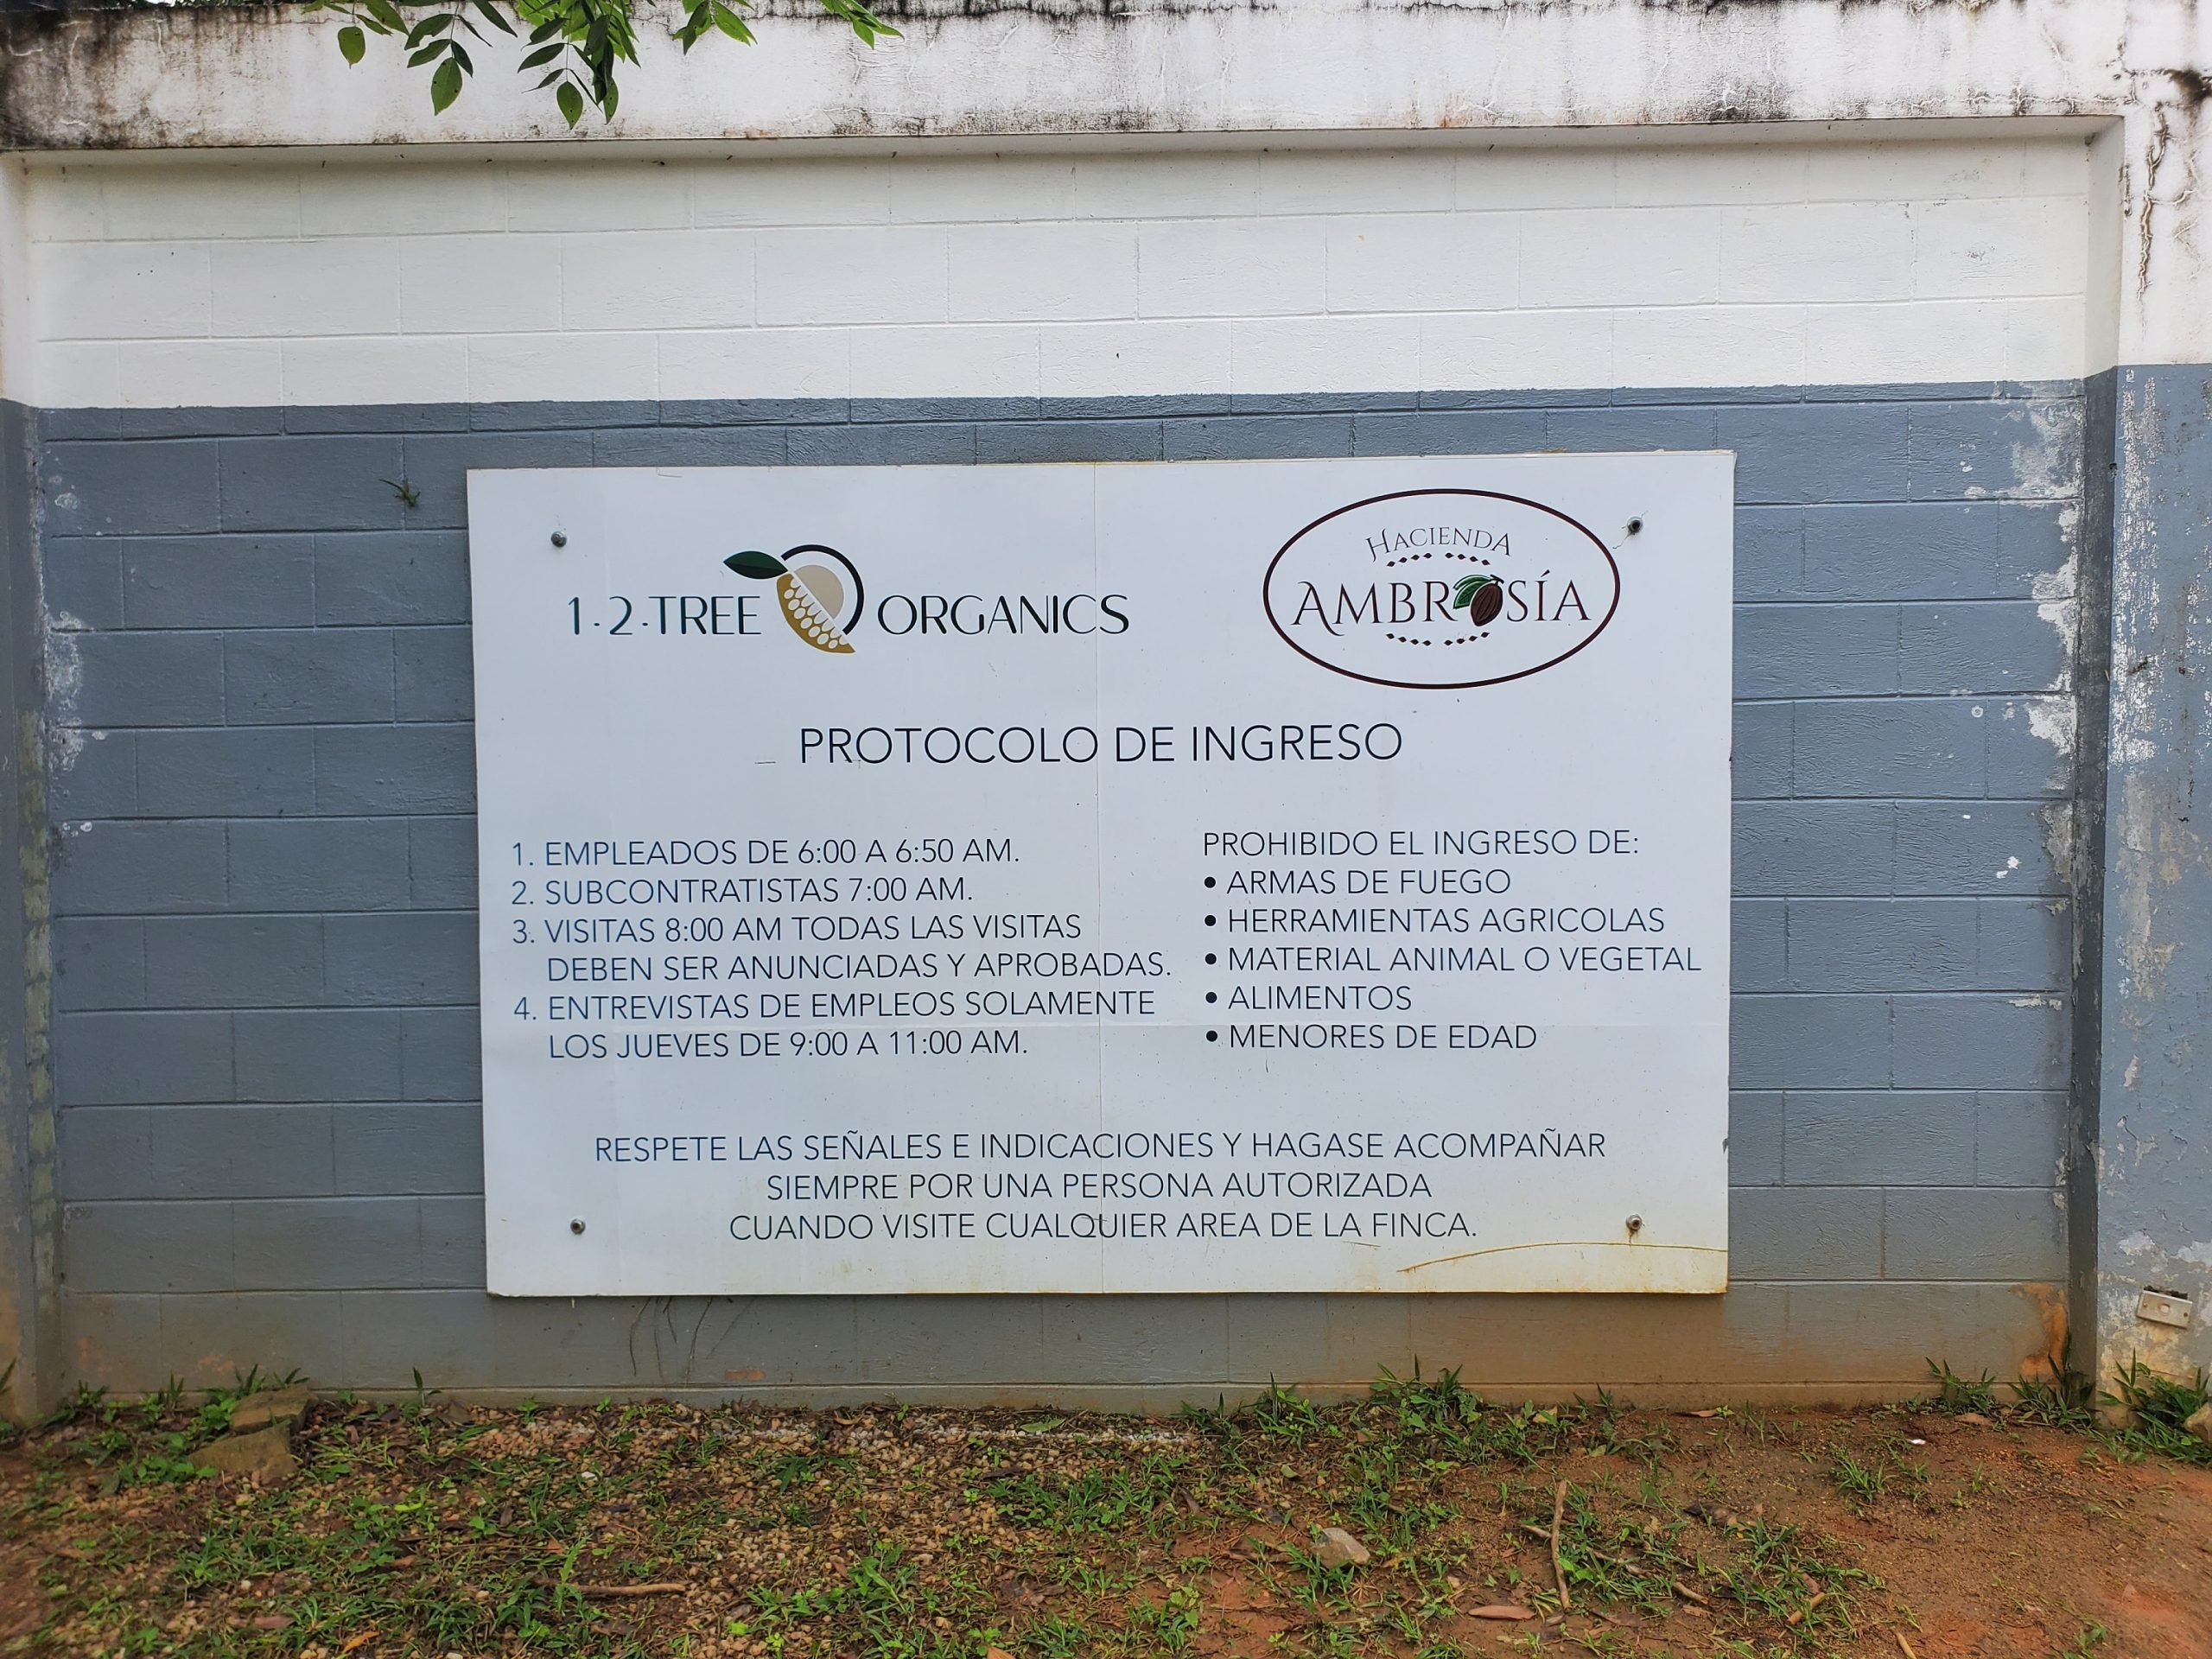 1·2·TREE ORGANICS
HACIENDA
AMBROSÍA
PROTOCOLO DE INGRESO
1. EMPLEADOS DE 6:00 A 6:50 AM.
2. SUBCONTRATISTAS 7:00 AM.
3. VISITAS 8:00 AM TODAS LAS VISITAS
DEBEN SER ANUNCIADAS Y APROBADAS.
4. ENTREVISTAS DE EMPLEOS SOLAMENTE
LOS JUEVES DE 9:00 A 11:00 AM.
PROHIBIDO EL INGRESO DE:
• ARMAS DE FUEGO
• HERRAMIENTAS AGRICOLAS
• MATERIAL ANIMAL O VEGETAL
• ALIMENTOS
• MENORES DE EDAD
RESPETE LAS SEÑALES E INDICACIONES Y HAGASE ACOMPAÑAR
SIEMPRE POR UNA PERSONA AUTORIZADA
CUANDO VISITE CUALQUIER AREA DE LA FINCA.